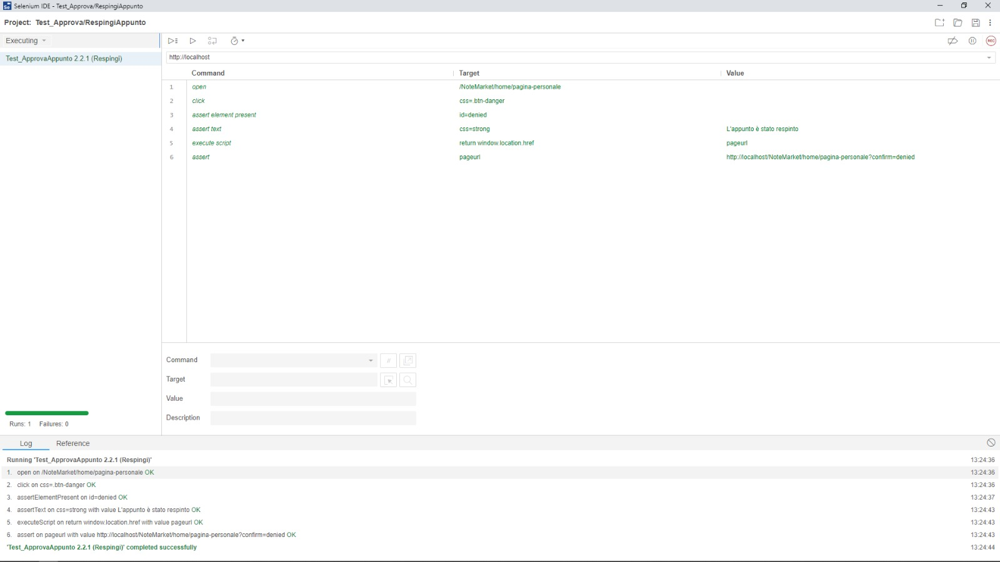 Selenium IDE - Test_Approva/RespingiAppunto
Project: Test_Approva/RespingiAppunto
Executing
Test_ApprovaAppunto 2.2.1 (Respingi)
REC
http://localhost
Command Target Value
1 open /NoteMarket/home/pagina-personale
2 click css=.btn-danger
3 assert element present id=denied
4 assert text css=strong L'appunto è stato respinto
5 execute script return window.location.href pageurl
6 assert pageurl http://localhost/NoteMarket/home/pagina-personale?confirm=denied
Command //
Target
Value
Description
Runs: 1 Failures: 0
Log Reference
Running 'Test_ApprovaAppunto 2.2.1 (Respingi)' 13:24:36
1. open on /NoteMarket/home/pagina-personale OK 13:24:36
2. click on css=.btn-danger OK 13:24:36
3. assertElementPresent on id=denied OK 13:24:37
4. assertText on css=strong with value L'appunto è stato respinto OK 13:24:43
5. executeScript on return window.location.href with value pageurl OK 13:24:43
6. assert on pageurl with value http://localhost/NoteMarket/home/pagina-personale?confirm=denied OK 13:24:43
'Test_ApprovaAppunto 2.2.1 (Respingi)' completed successfully 13:24:44